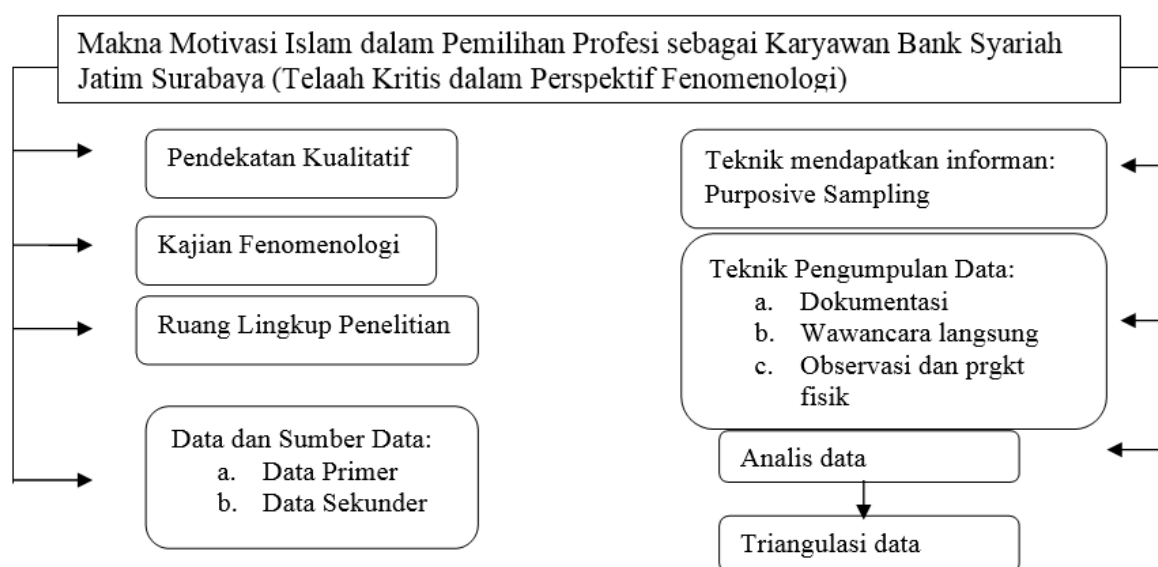 Makna Motivasi Islam dalam Pemilihan Profesi sebagai Karyawan Bank Syariah
Jatim Surabaya (Telaah Kritis dalam Perspektif Fenomenologi)
Pendekatan Kualitatif
Kajian Fenomenologi
Ruang Lingkup Penelitian
Data dan Sumber Data:
a. Data Primer
b. Data Sekunder
Teknik mendapatkan informan:
Purposive Sampling
Teknik Pengumpulan Data:
a. Dokumentasi
b. Wawancara langsung
c. Observasi dan prgkt
fisik
Analis data
Triangulasi data